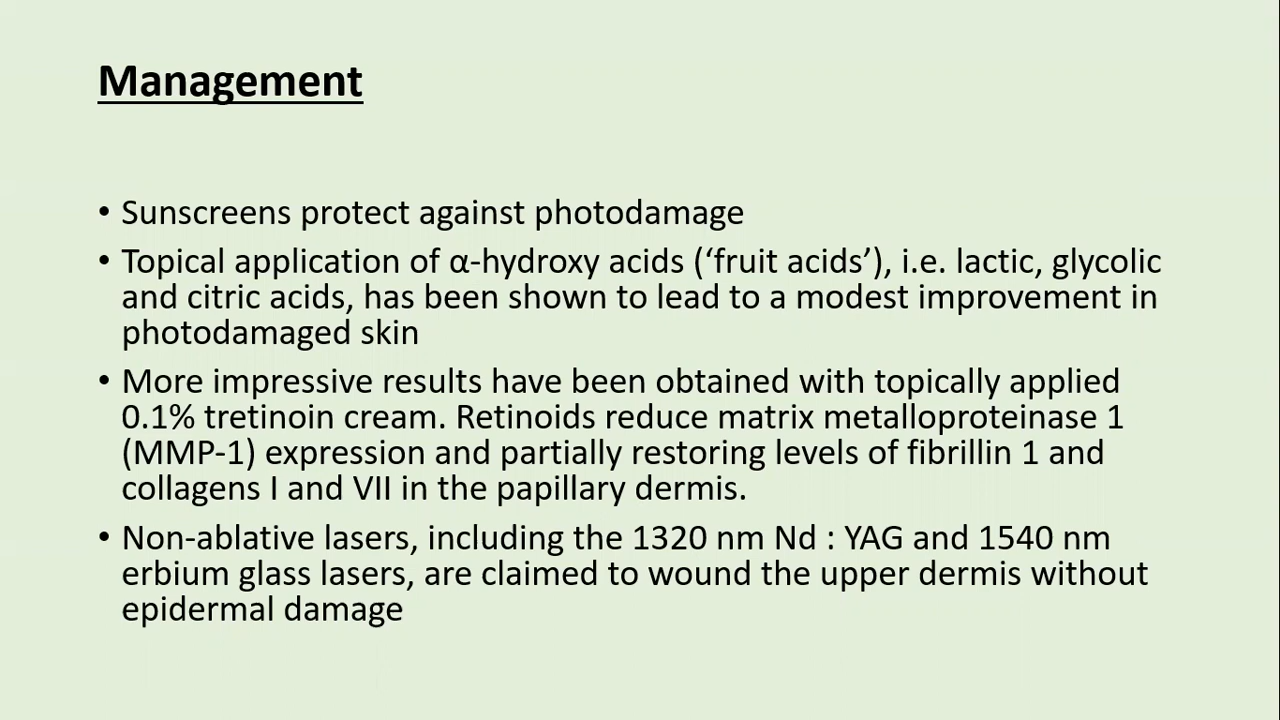 Management
• Sunscreens protect against photodamage
• Topical application of α-hydroxy acids (‘fruit acids’), i.e. lactic, glycolic
and citric acids, has been shown to lead to a modest improvement in
photodamaged skin
• More impressive results have been obtained with topically applied
0.1% tretinoin cream. Retinoids reduce matrix metalloproteinase 1
(MMP-1) expression and partially restoring levels of fibrillin 1 and
collagens I and VII in the papillary dermis.
• Non-ablative lasers, including the 1320 nm Nd : YAG and 1540 nm
erbium glass lasers, are claimed to wound the upper dermis without
epidermal damage